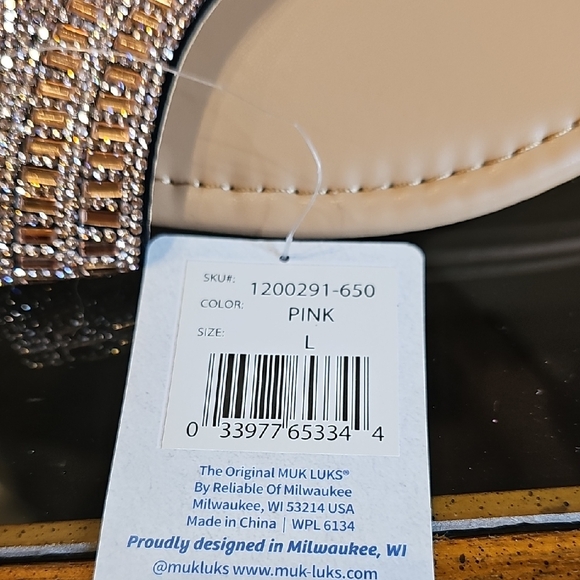 SKU#: 1200291-650
COLOR: PINK
SIZE: L
0 33977 65334 4
The Original MUK LUKS®
By Reliable Of Milwaukee
Milwaukee, WI 53214 USA
Made in China | WPL 6134
Proudly designed in Milwaukee, WI
@mukluks www.muk-luks.com